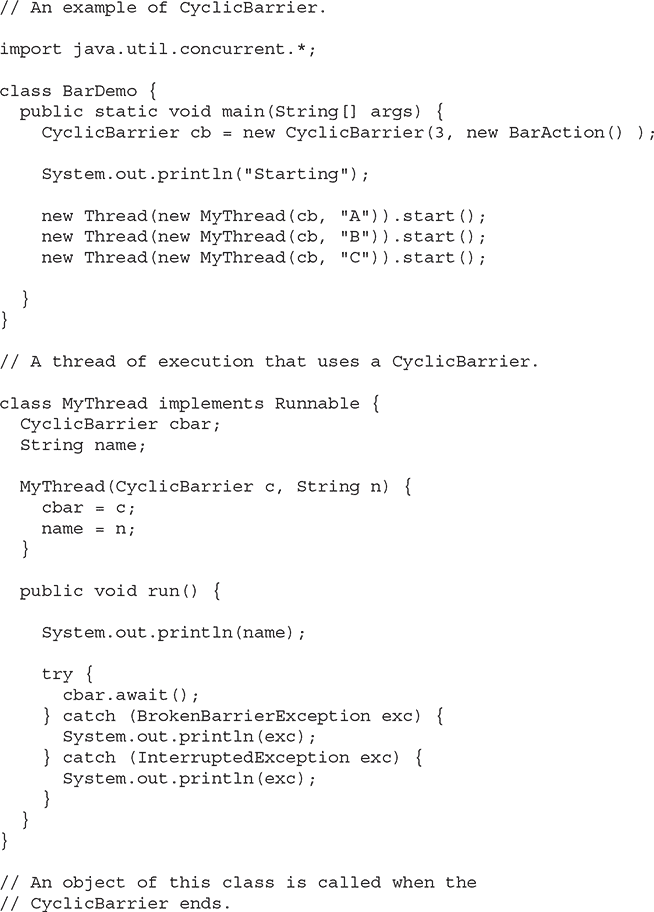 // An example of CyclicBarrier.

import java.util.concurrent.*;

class BarDemo {
  public static void main(String[] args) {
    CyclicBarrier cb = new CyclicBarrier(3, new BarAction() );

    System.out.println("Starting");

    new Thread(new MyThread(cb, "A")).start();
    new Thread(new MyThread(cb, "B")).start();
    new Thread(new MyThread(cb, "C")).start();

  }
}

// A thread of execution that uses a CyclicBarrier.

class MyThread implements Runnable {
  CyclicBarrier cbar;
  String name;

  MyThread(CyclicBarrier c, String n) {
    cbar = c;
    name = n;
  }

  public void run() {

    System.out.println(name);

    try {
      cbar.await();
    } catch (BrokenBarrierException exc) {
      System.out.println(exc);
    } catch (InterruptedException exc) {
      System.out.println(exc);
    }
  }
}

// An object of this class is called when the
// CyclicBarrier ends.